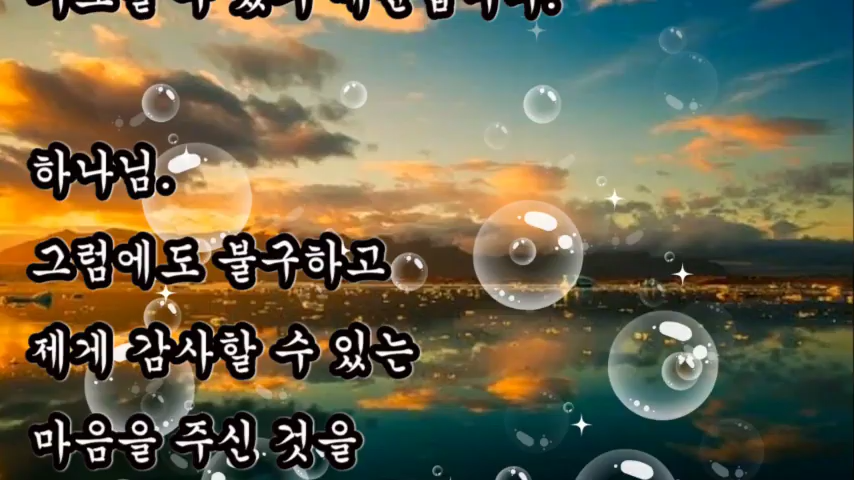 하나님.
그럼에도 불구하고
제게 감사할 수 있는
마음을 주신 것을